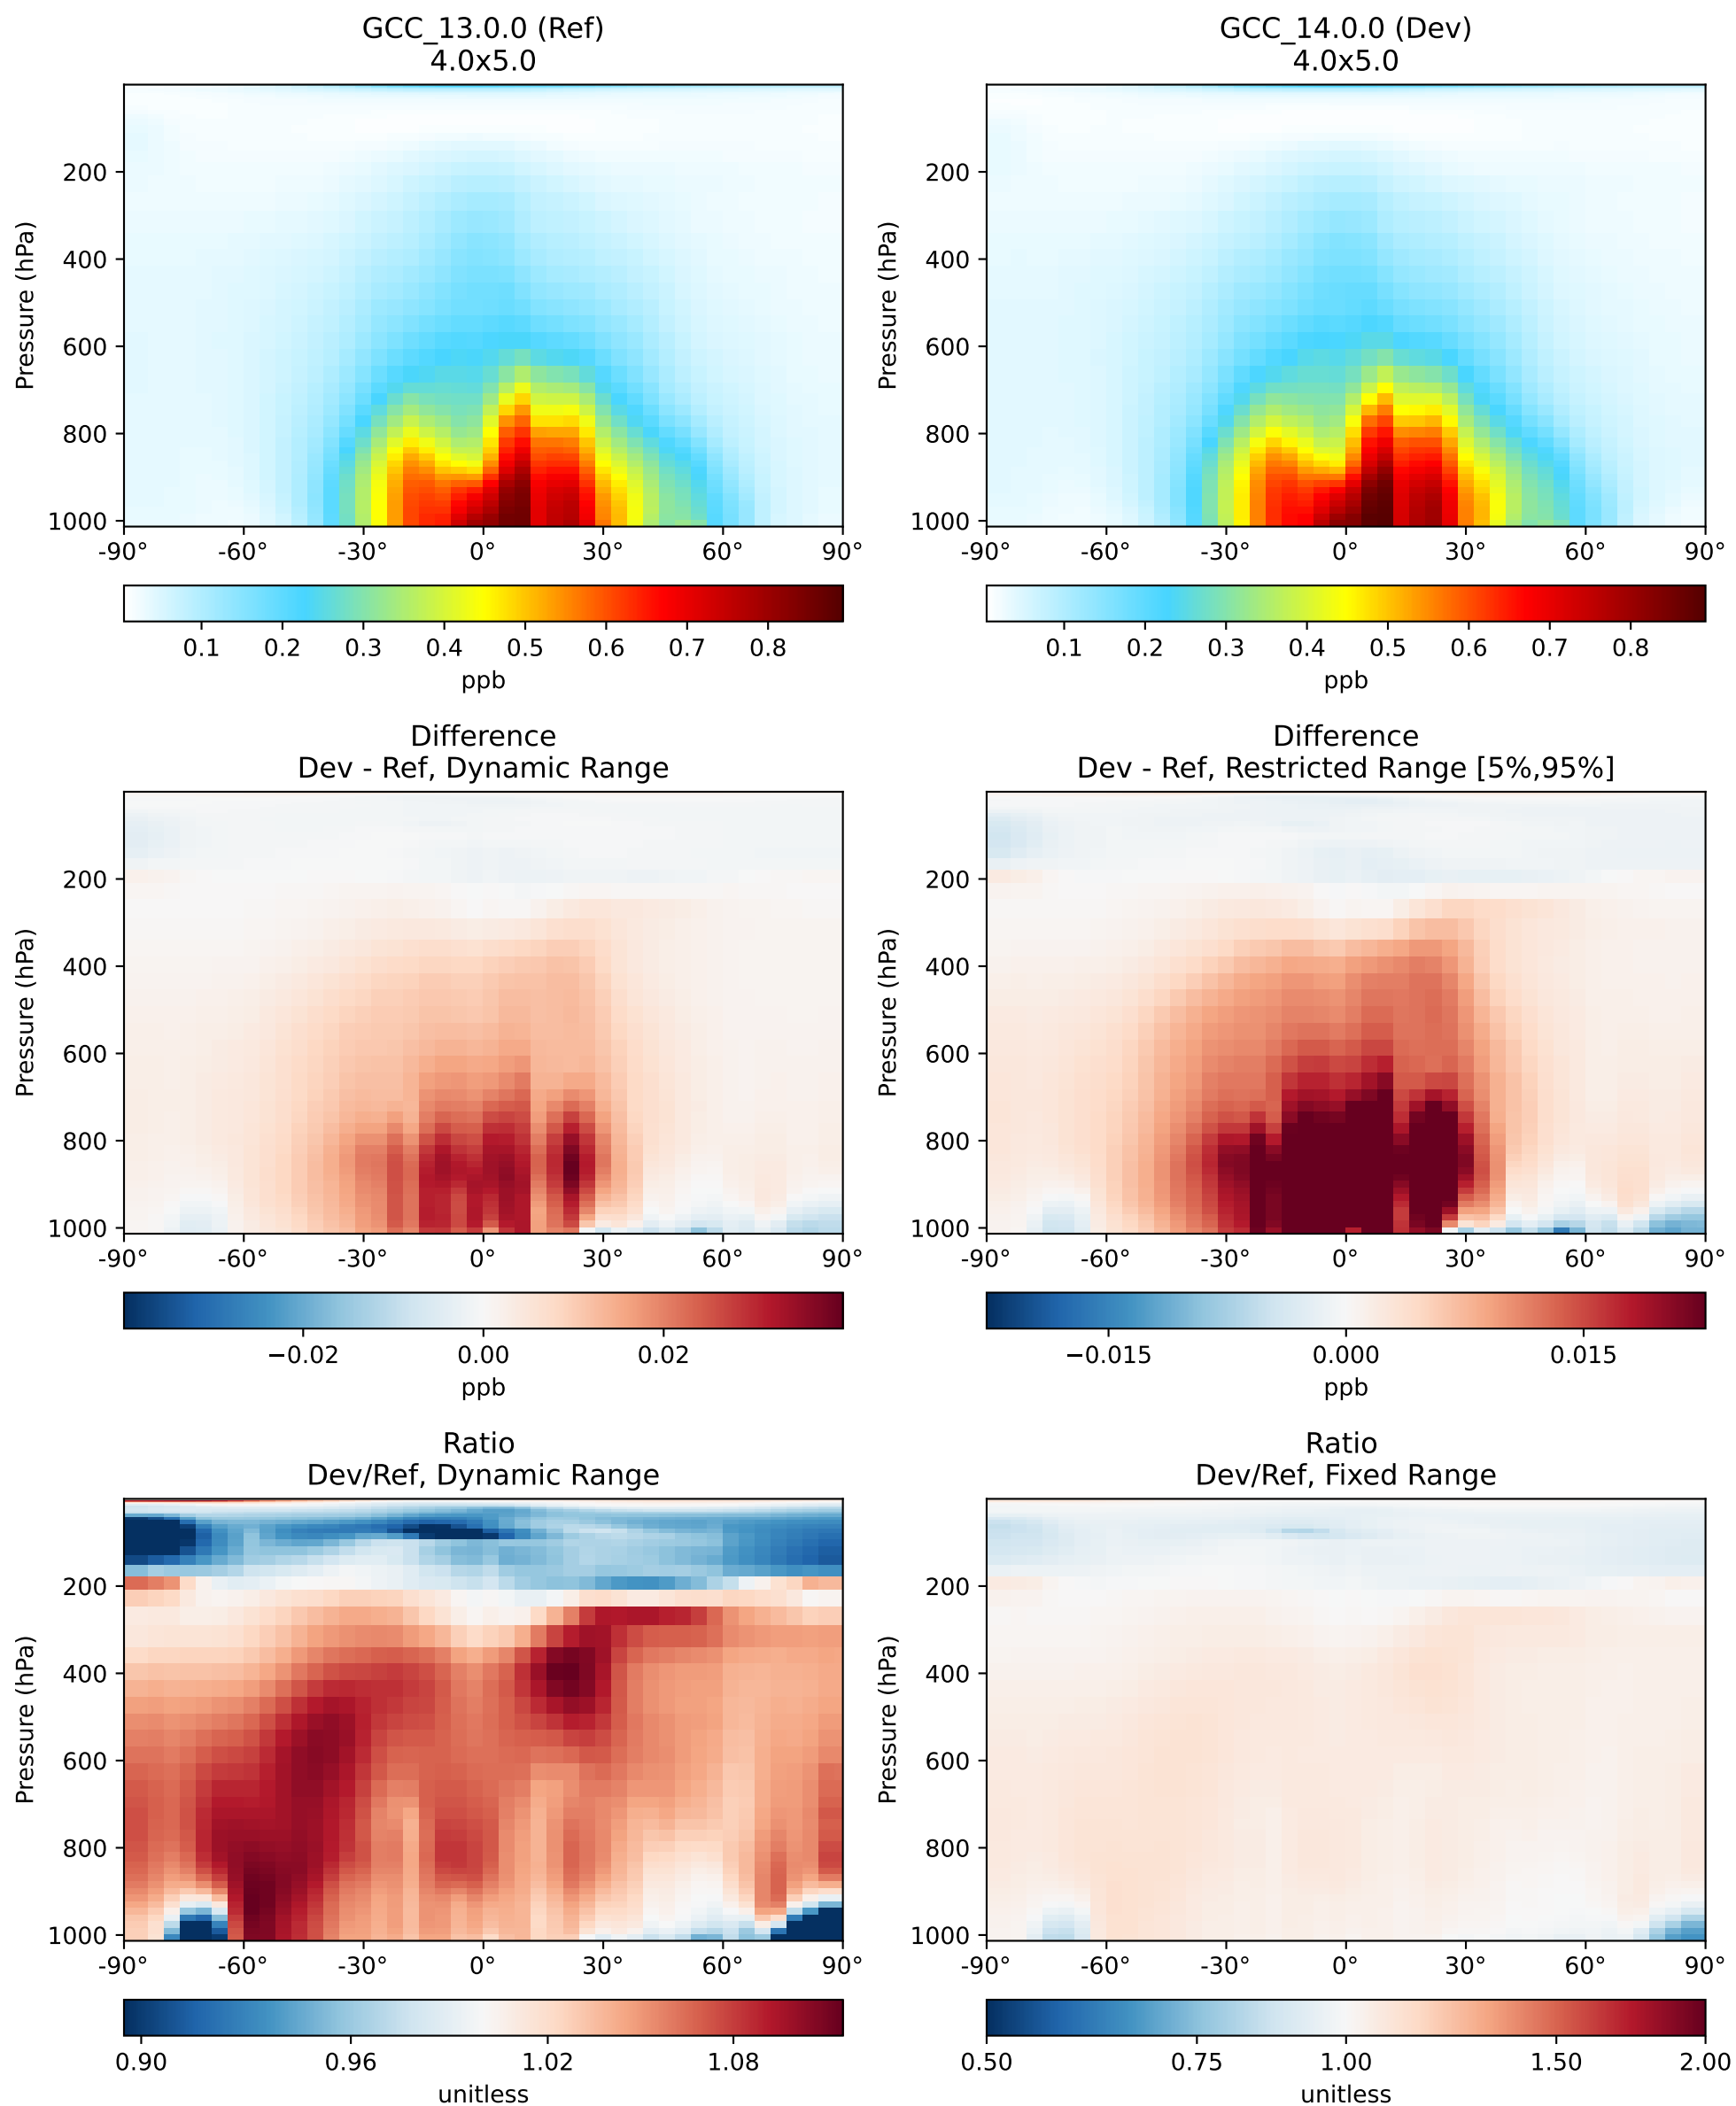 GCC_13.0.0 (Ref)
4.0x5.0
Pressure (hPa)
200
400
600
800
1000
-90° -60° -30° 0° 30° 60° 90°
0.1 0.2 0.3 0.4 0.5 0.6 0.7 0.8
ppb
GCC_14.0.0 (Dev)
4.0x5.0
Pressure (hPa)
200
400
600
800
1000
-90° -60° -30° 0° 30° 60° 90°
0.1 0.2 0.3 0.4 0.5 0.6 0.7 0.8
ppb
Difference
Dev - Ref, Dynamic Range
Pressure (hPa)
200
400
600
800
1000
-90° -60° -30° 0° 30° 60° 90°
−0.02 0.00 0.02
ppb
Difference
Dev - Ref, Restricted Range [5%,95%]
Pressure (hPa)
200
400
600
800
1000
-90° -60° -30° 0° 30° 60° 90°
−0.015 0.000 0.015
ppb
Ratio
Dev/Ref, Dynamic Range
Pressure (hPa)
200
400
600
800
1000
-90° -60° -30° 0° 30° 60° 90°
0.90 0.96 1.02 1.08
unitless
Ratio
Dev/Ref, Fixed Range
Pressure (hPa)
200
400
600
800
1000
-90° -60° -30° 0° 30° 60° 90°
0.50 0.75 1.00 1.50 2.00
unitless